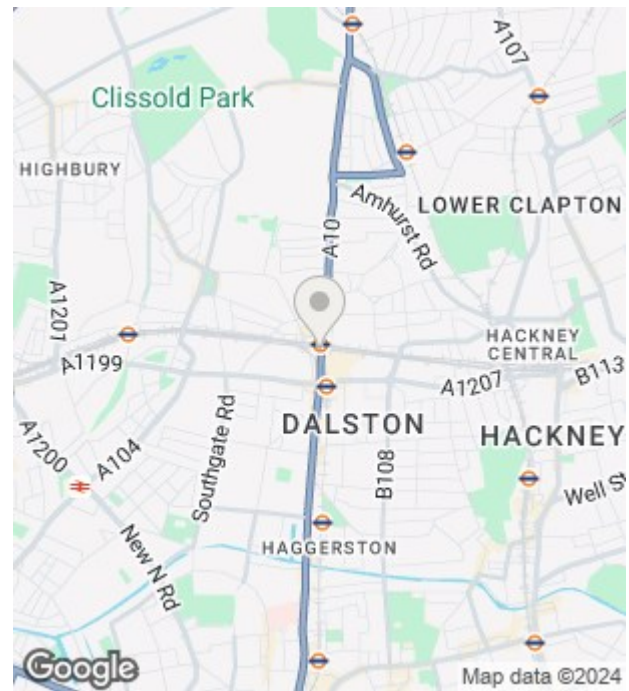 A107
Clissold Park
HIGHBURY
LOWER CLAPTON
Amhurst Rd
A10
A1201
HACKNEY
CENTRAL
A1199
B113
A1207
DALSTON
HACKNEY
A1200
A104
Southgate Rd
B108
Well St
New N Rd
HAGGERSTON
Google
Map data ©2024